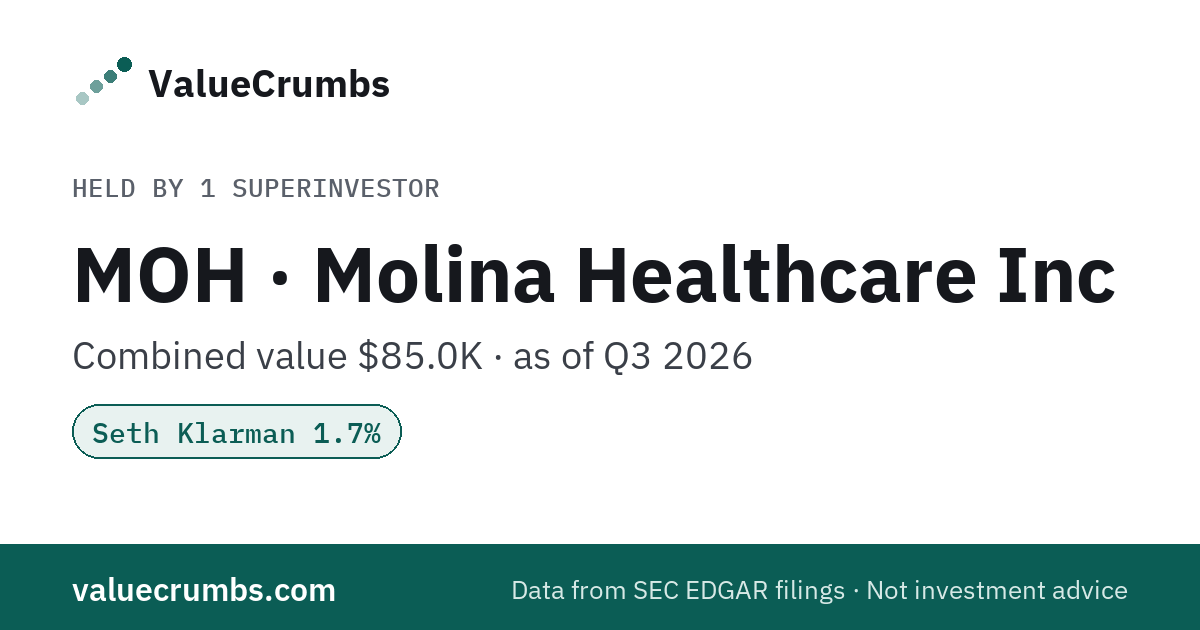 ValueCrumbs
HELD BY 1 SUPERINVESTOR
MOH · Molina Healthcare Inc
Combined value $85.0K · as of Q3 2026
Seth Klarman 1.7%
valuecrumbs.com
Data from SEC EDGAR filings · Not investment advice